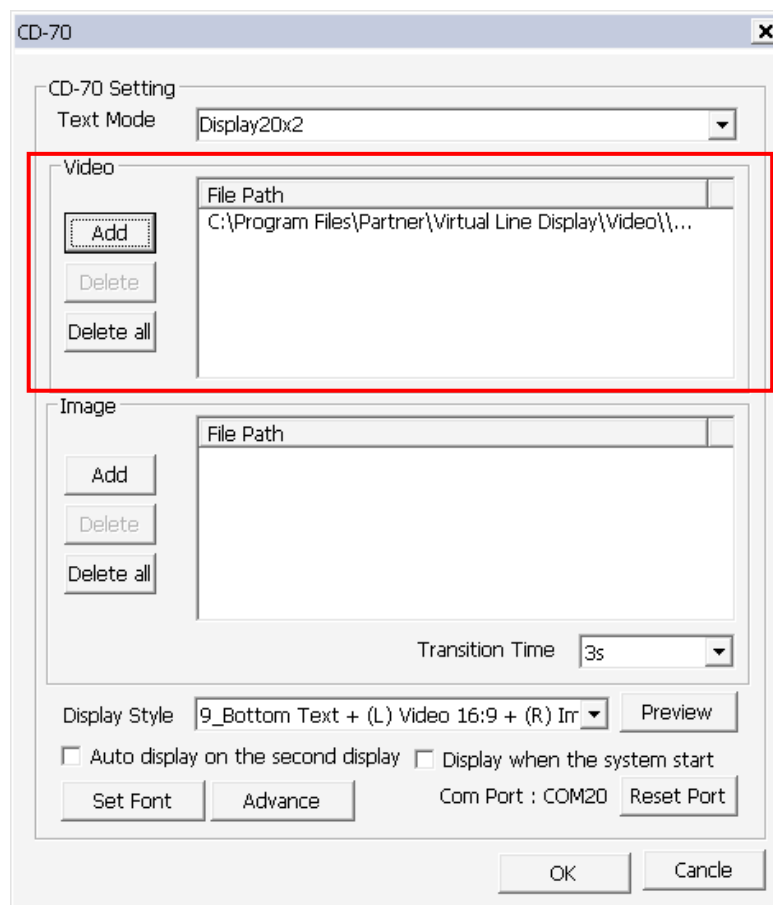 CD-70
CD-70 Setting
Text Mode
Display20x2
Video
File Path
Add
C:\Program Files\Partner\Virtual Line Display\Video\\...
Delete
Delete all
Image
File Path
Add
Delete
Delete all
Transition Time
3s
Display Style
9_Bottom Text + (L) Video 16:9 + (R) Im
Preview
Auto display on the second display
Display when the system start
Set Font
Advance
Com Port : COM20
Reset Port
OK
Cancle